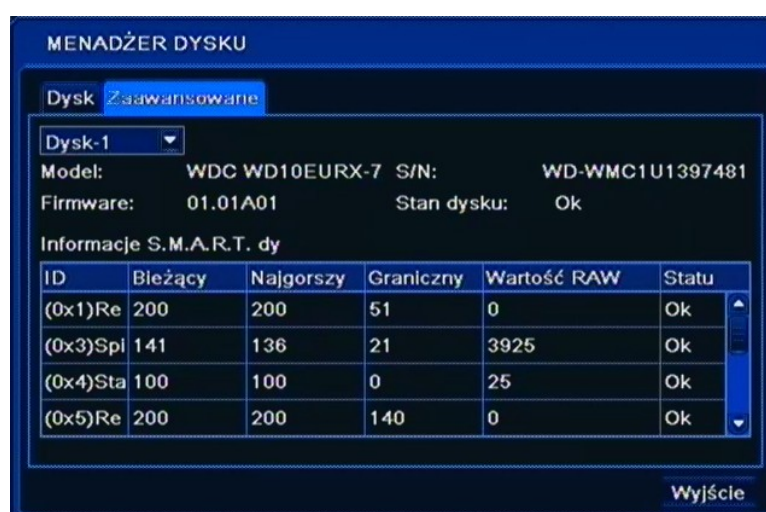 MENADŻER DYSKU
Dysk Zaawansowane
Dysk-1
Model: WDC WD10EURX-7 S/N: WD-WMC1U1397481
Firmware: 01.01A01 Stan dysku: Ok
Informacje S.M.A.R.T. dy
ID Bieżący Najgorszy Graniczny Wartość RAW Statu
(0x1)Re 200 200 51 0 Ok
(0x3)Spi 141 136 21 3925 Ok
(0x4)Sta 100 100 0 25 Ok
(0x5)Re 200 200 140 0 Ok
Wyjście